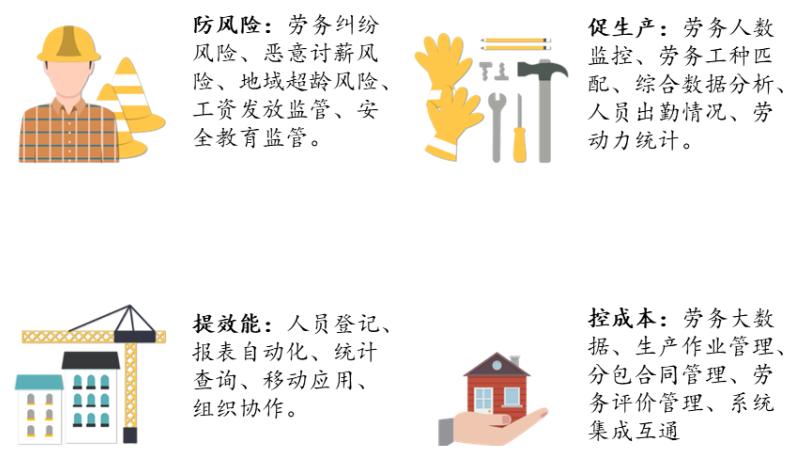 防风险：劳务纠纷
风险、恶意讨薪风
险、地域超龄风险、
工资发放监管、安
全教育监管。
促生产：劳务人数
监控、劳务工种匹
配、综合数据分析、
人员出勤情况、劳
动力统计。
提效能：人员登记、
报表自动化、统计
查询、移动应用、
组织协作。
控成本：劳务大数
据、生产作业管理、
分包合同管理、劳
务评价管理、系统
集成互通